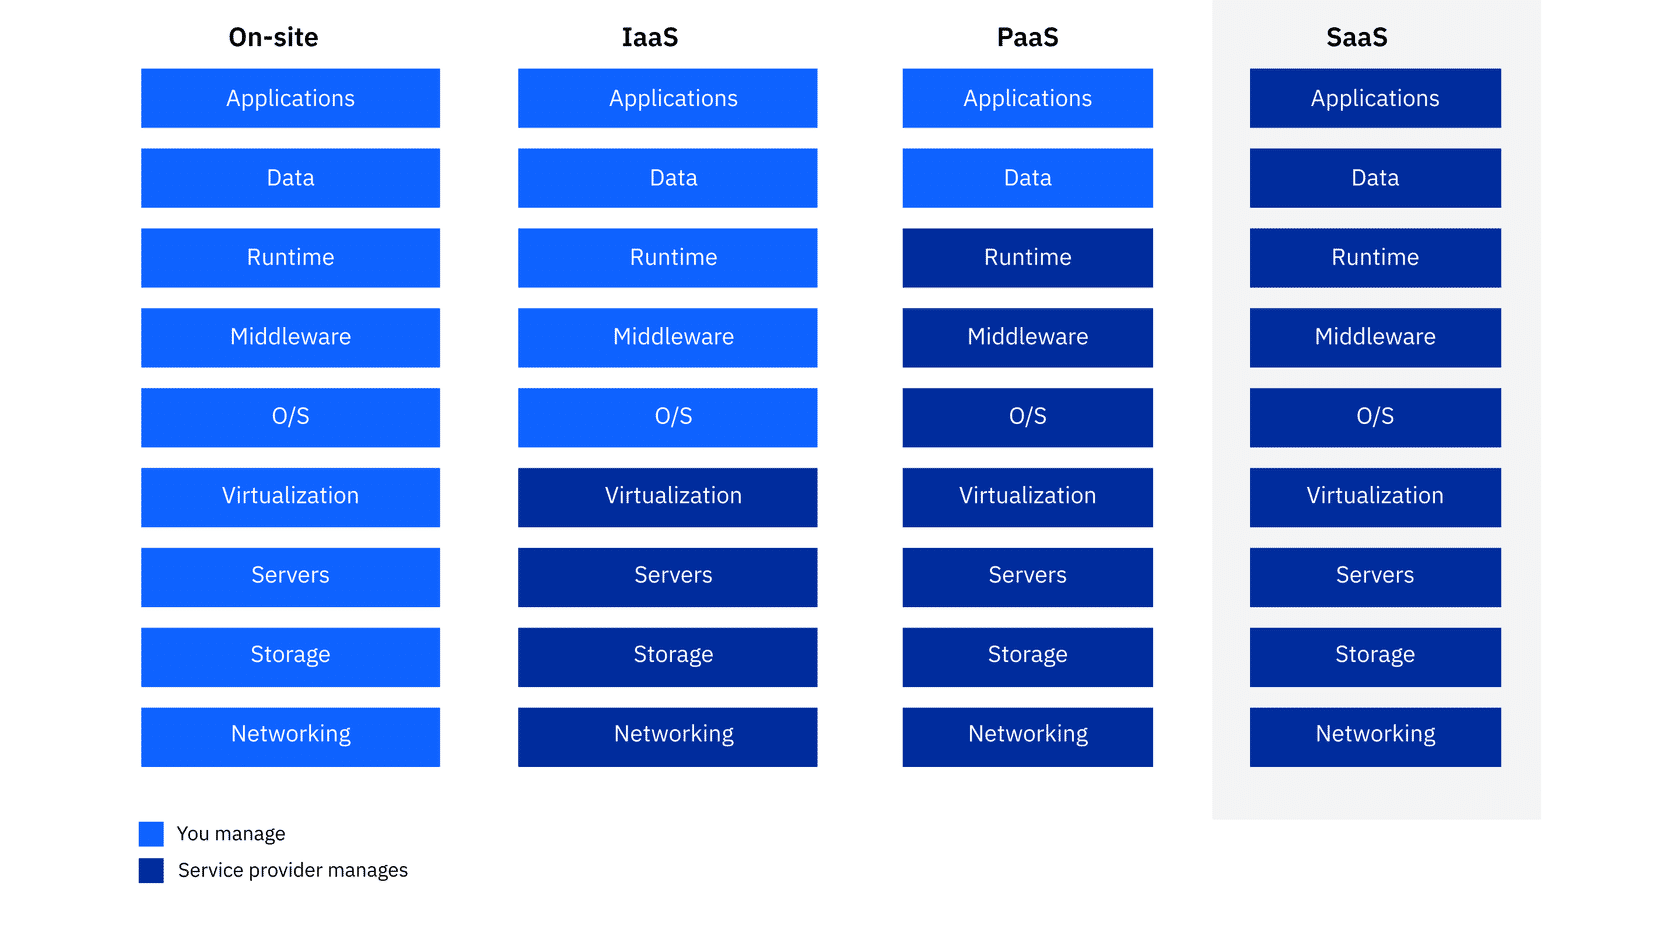 On-site IaaS PaaS SaaS
Applications Applications Applications Applications
Data Data Data Data
Runtime Runtime Runtime Runtime
Middleware Middleware Middleware Middleware
O/S O/S O/S O/S
Virtualization Virtualization Virtualization Virtualization
Servers Servers Servers Servers
Storage Storage Storage Storage
Networking Networking Networking Networking
You manage
Service provider manages